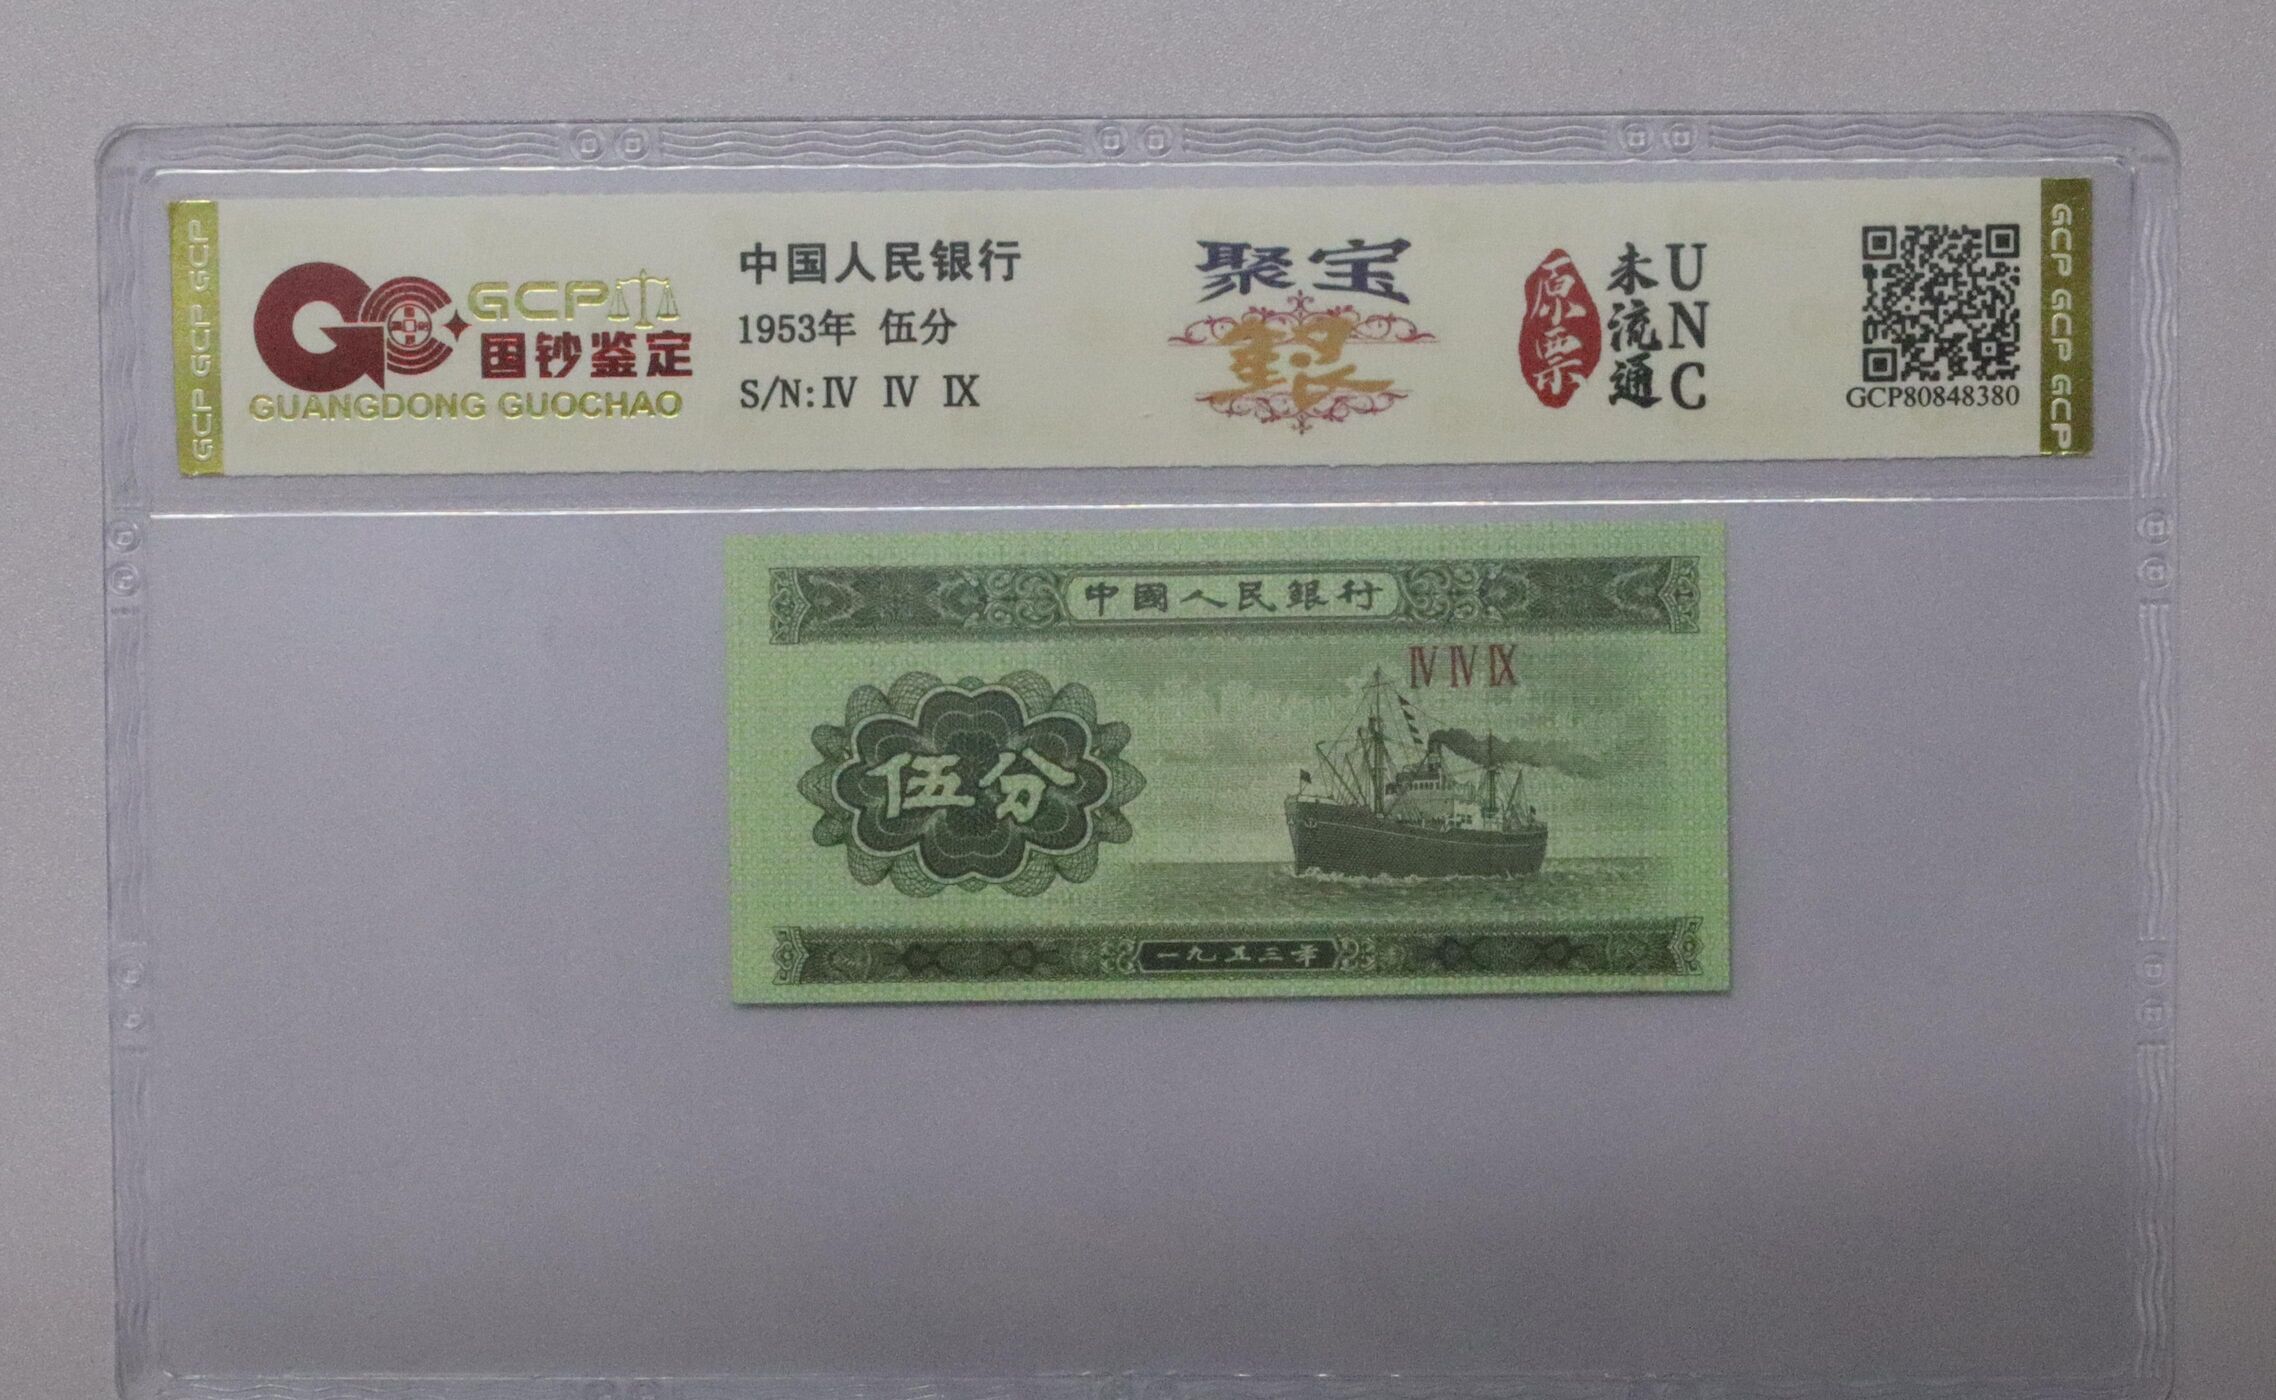 GCP GCP GCP
GCP
国钞鉴定
GUANGDONG GUOCHAO
中国人民银行
1953年 伍分
S/N:Ⅳ Ⅳ Ⅸ
聚宝
原票
未流通
UNC
GCP80848380
GCP GCP GCP GCP
中國人民銀行
Ⅳ Ⅳ Ⅸ
伍分
一九五三年